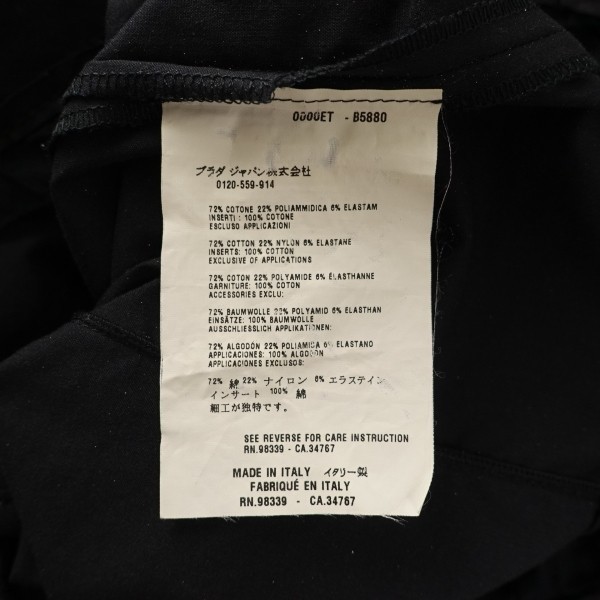 0000ET - B5880
プラダ ジャパン株式会社
0120-559-914
72% COTONE 22% POLIAMMIDICA 6% ELASTAM
INSERTI : 100% COTONE
ESCLUSO APPLICAZIONI
72% COTTON 22% NYLON 6% ELASTANE
INSERTS: 100% COTTON
EXCLUSIVE OF APPLICATIONS
72% COTON 22% POLYAMIDE 6% ELASTHANNE
GARNITURE: 100% COTON
ACCESSORIES EXCLU:
72% BAUMWOLLE 22% POLYAMID 6% ELASTHAN
EINSÄTZE: 100% BAUMWOLLE
AUSSCHLIESSLICH APPLIKATIONEN:
72% ALGODÓN 22% POLIAMIDA 6% ELASTANO
APPLICACIONES: 100% ALGODON
APPLICACIONES EXCLUSOS:
72% 綿 22% ナイロン 6% エラステイン
インサート 100% 綿
細工が独特です。
SEE REVERSE FOR CARE INSTRUCTION
RN.98339 - CA.34767
MADE IN ITALY イタリー製
FABRIQUÉ EN ITALY
RN.98339 - CA.34767